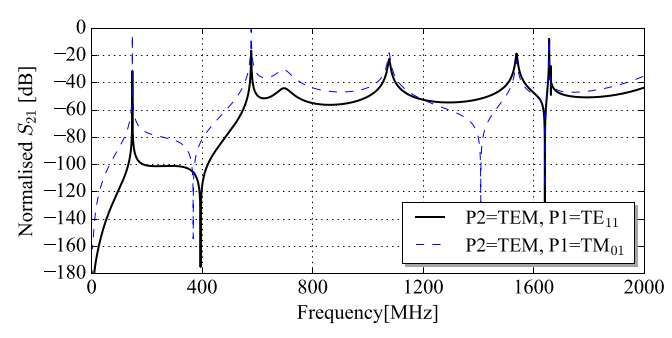 Normalised S₂₁ [dB]
0
−20
−40
−60
−80
−100
−120
−140
−160
−180
P2=TEM, P1=TE₁₁
P2=TEM, P1=TM₀₁
0 400 800 1200 1600 2000
Frequency[MHz]